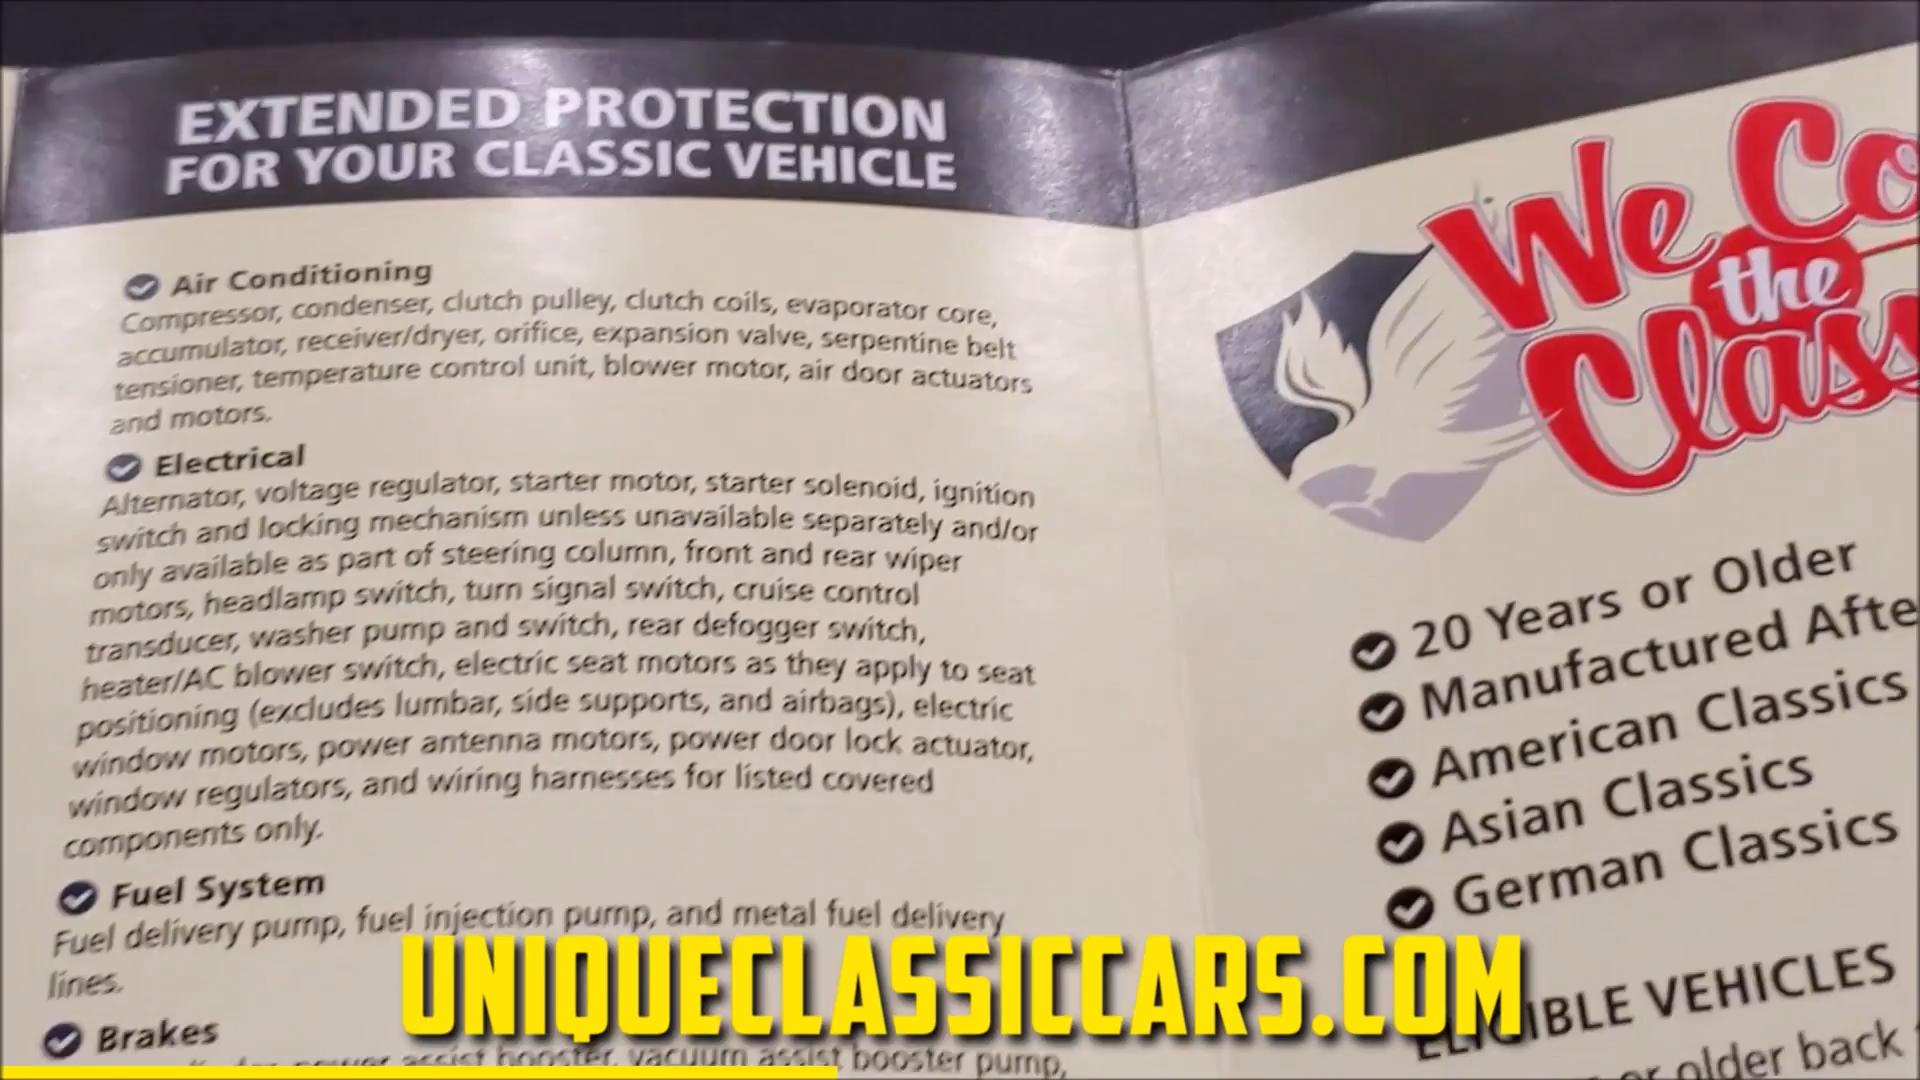 EXTENDED PROTECTION
FOR YOUR CLASSIC VEHICLE
Air Conditioning
Compressor, condenser, clutch pulley, clutch coils, evaporator core,
accumulator, receiver/dryer, orifice, expansion valve, serpentine belt
tensioner, temperature control unit, blower motor, air door actuators
and motors.
Electrical
Alternator, voltage regulator, starter motor, starter solenoid, ignition
switch and locking mechanism unless unavailable separately and/or
only available as part of steering column, front and rear wiper
motors, headlamp switch, turn signal switch, cruise control
transducer, washer pump and switch, rear defogger switch,
heater/AC blower switch, electric seat motors as they apply to seat
positioning (excludes lumbar, side supports, and airbags), electric
window motors, power antenna motors, power door lock actuator,
window regulators, and wiring harnesses for listed covered
components only.
Fuel System
Fuel delivery pump, fuel injection pump, and metal fuel delivery
lines.
Brakes
power assist booster, vacuum assist booster pump,
We Co
the
Class
20 Years or Older
Manufactured Afte
American Classics
Asian Classics
German Classics
ELIGIBLE VEHICLES
or older back
UNIQUECLASSICCARS.COM